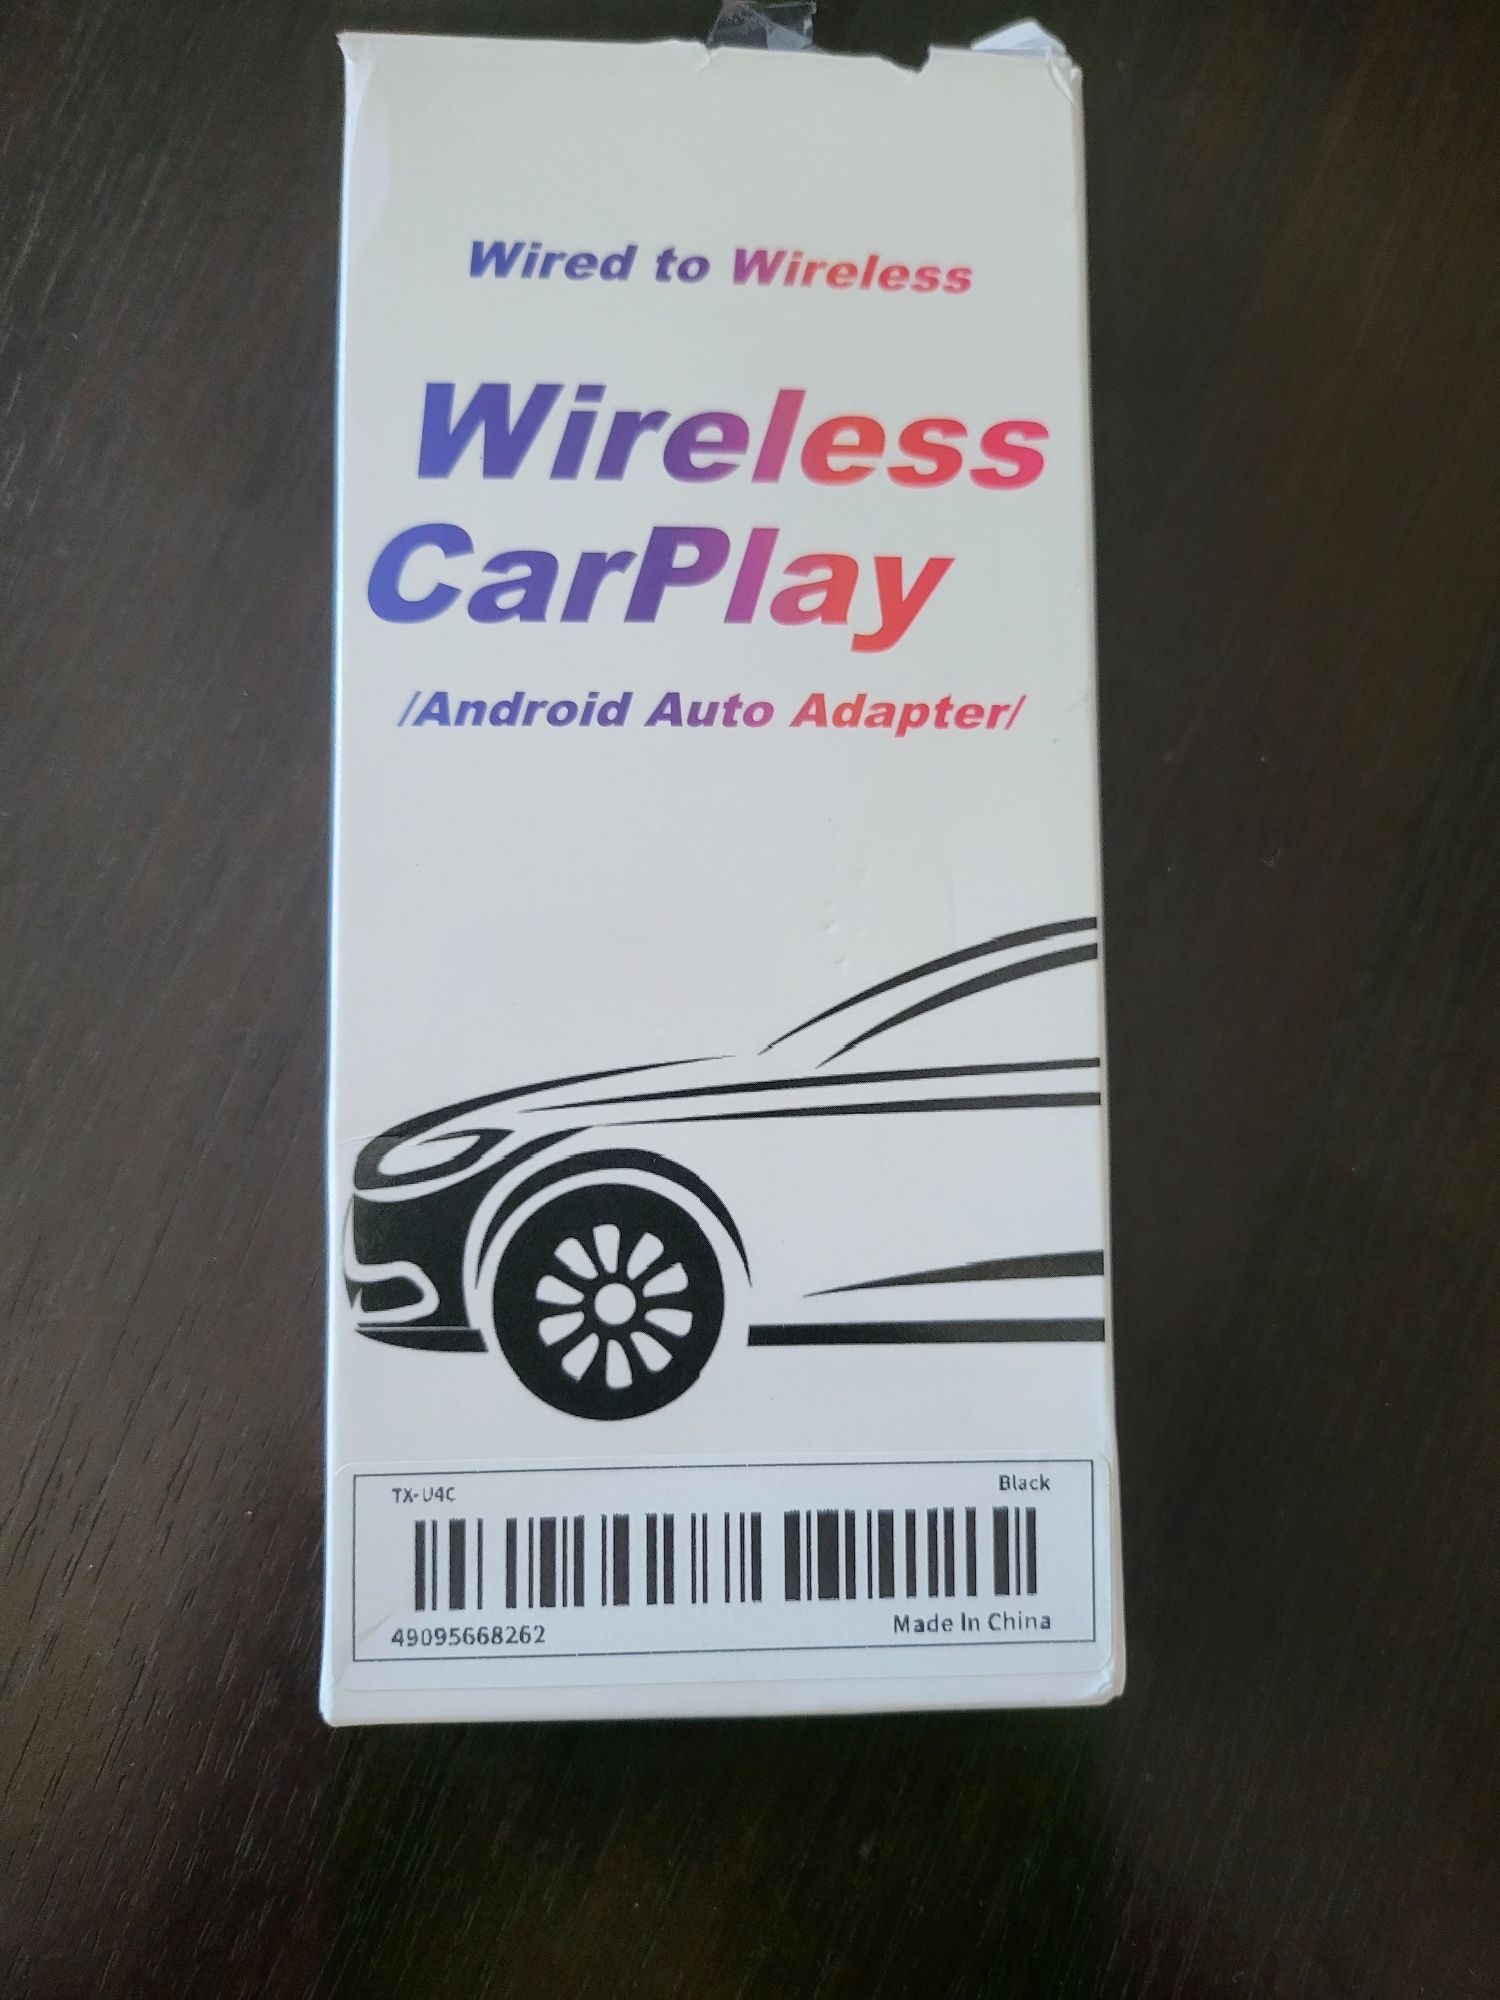 Wired to Wireless
Wireless
CarPlay
/Android Auto Adapter/
TX-U4C
Black
49095668262
Made In China